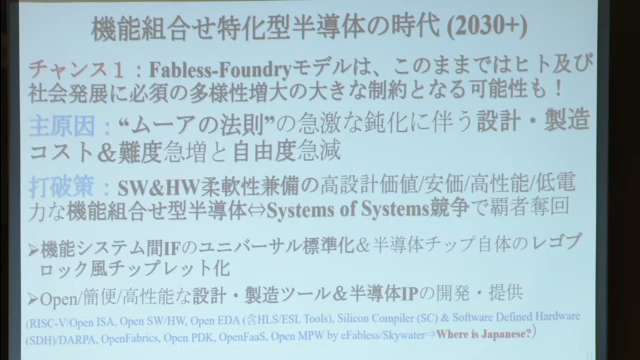 機能組合せ特化型半導体の時代 (2030+)
チャンス１：Fabless-Foundryモデルは、このままではヒト及び
社会発展に必須の多様性増大の大きな制約となる可能性も！
主原因：“ムーアの法則”の急激な鈍化に伴う設計・製造
コスト＆難度急増と自由度急減
打破策：SW&HW柔軟性兼備の高設計価値/安価/高性能/低電
力な機能組合せ型半導体⇔Systems of Systems競争で覇者奪回
➢機能システム間IFのユニバーサル標準化＆半導体チップ自体のレゴブ
ロック風チップレット化
➢Open/簡便/高性能な設計・製造ツール＆半導体IPの開発・提供
(RISC-V/Open ISA, Open SW/HW, Open EDA (含HLS/ESL Tools), Silicon Compiler (SC) & Software Defined Hardware
(SDH)/DARPA, OpenFabrics, Open PDK, OpenFaaS, Open MPW by eFabless/Skywater⇒Where is Japanese?)